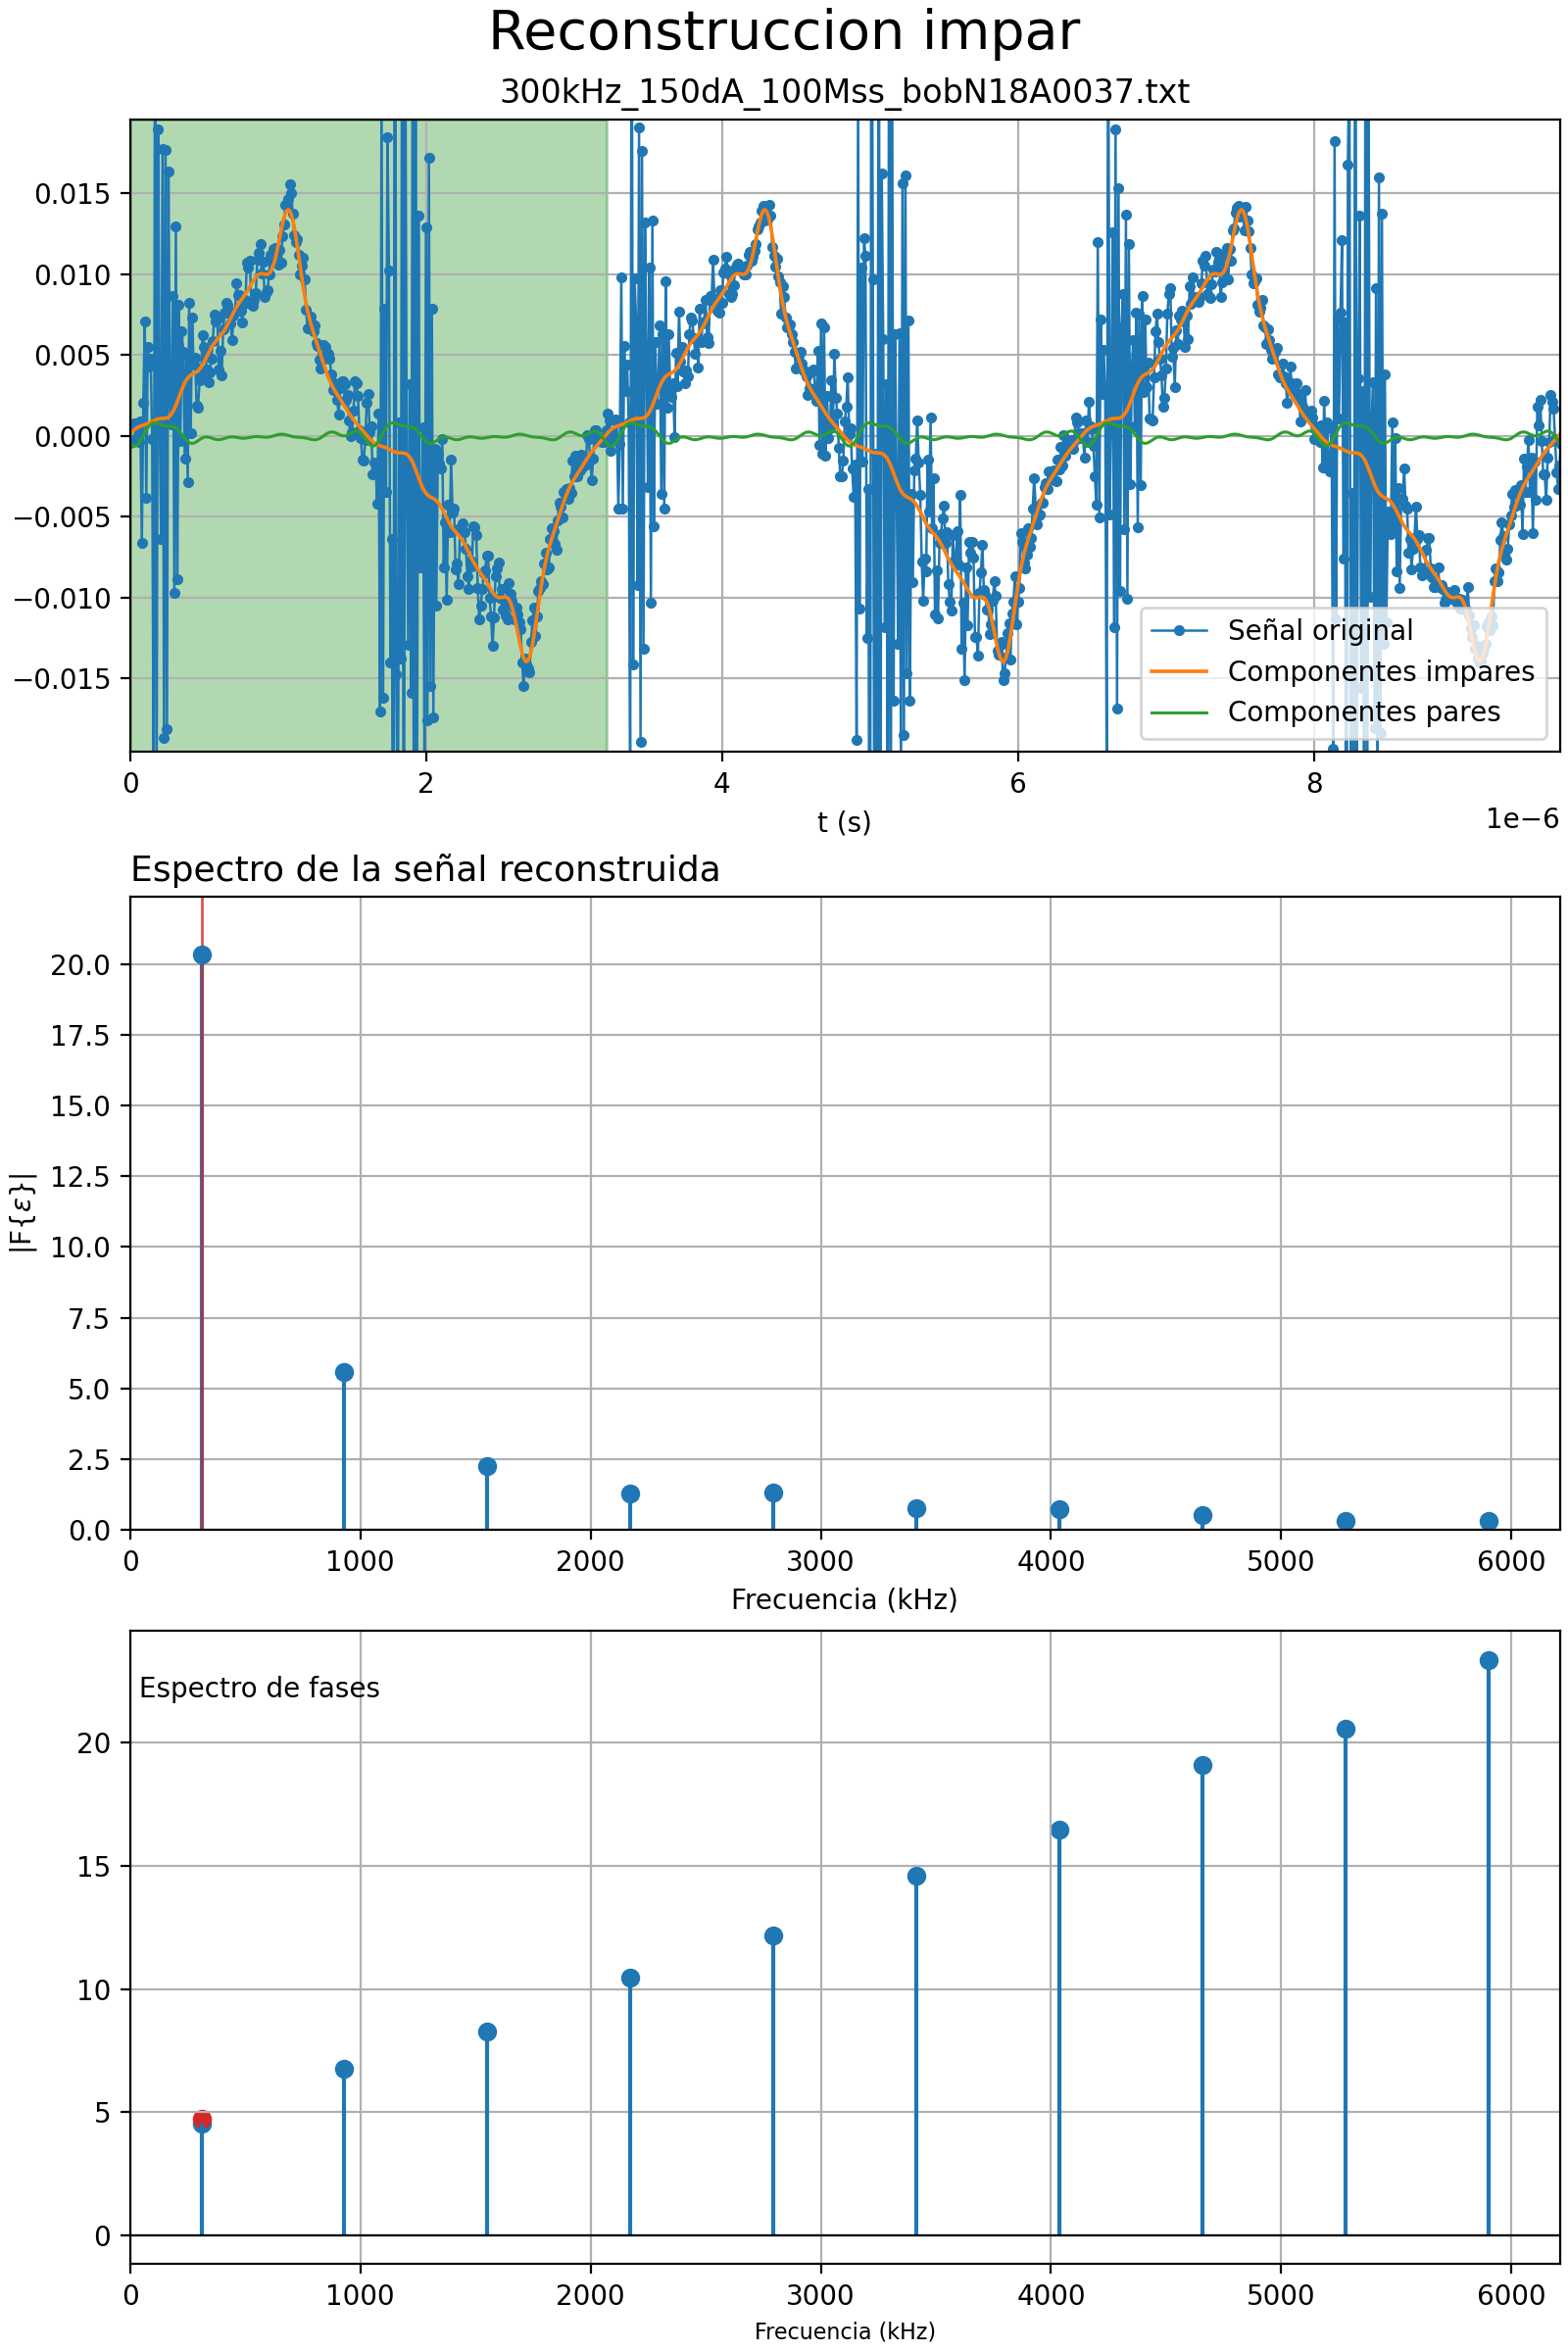 Reconstruccion impar
300kHz_150dA_100Mss_bobN18A0037.txt
0.015
0.010
0.005
0.000
−0.005
−0.010
−0.015
Señal original
Componentes impares
Componentes pares
0 2 4 6 8
t (s)
1e−6
Espectro de la señal reconstruida
20.0
17.5
15.0
12.5
10.0
7.5
5.0
2.5
0.0
|F{ε}|
0 1000 2000 3000 4000 5000 6000
Frecuencia (kHz)
Espectro de fases
20
15
10
5
0
0 1000 2000 3000 4000 5000 6000
Frecuencia (kHz)